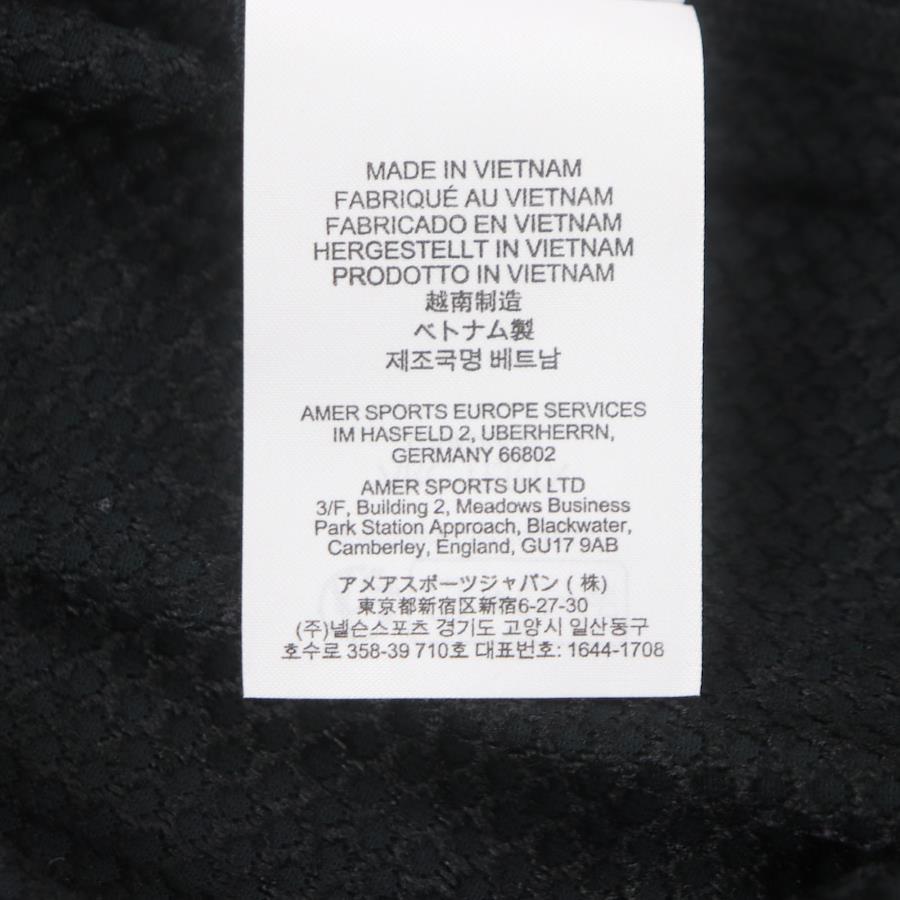 MADE IN VIETNAM
FABRIQUÉ AU VIETNAM
FABRICADO EN VIETNAM
HERGESTELLT IN VIETNAM
PRODOTTO IN VIETNAM
越南制造
ベトナム製
제조국명 베트남
AMER SPORTS EUROPE SERVICES
IM HASFELD 2, UBERHERRN,
GERMANY 66802
AMER SPORTS UK LTD
3/F, Building 2, Meadows Business
Park Station Approach, Blackwater,
Camberley, England, GU17 9AB
アメアスポーツジャパン (株)
東京都新宿区新宿6-27-30
(주)넬슨스포츠 경기도 고양시 일산동구
호수로 358-39 710호 대표번호: 1644-1708